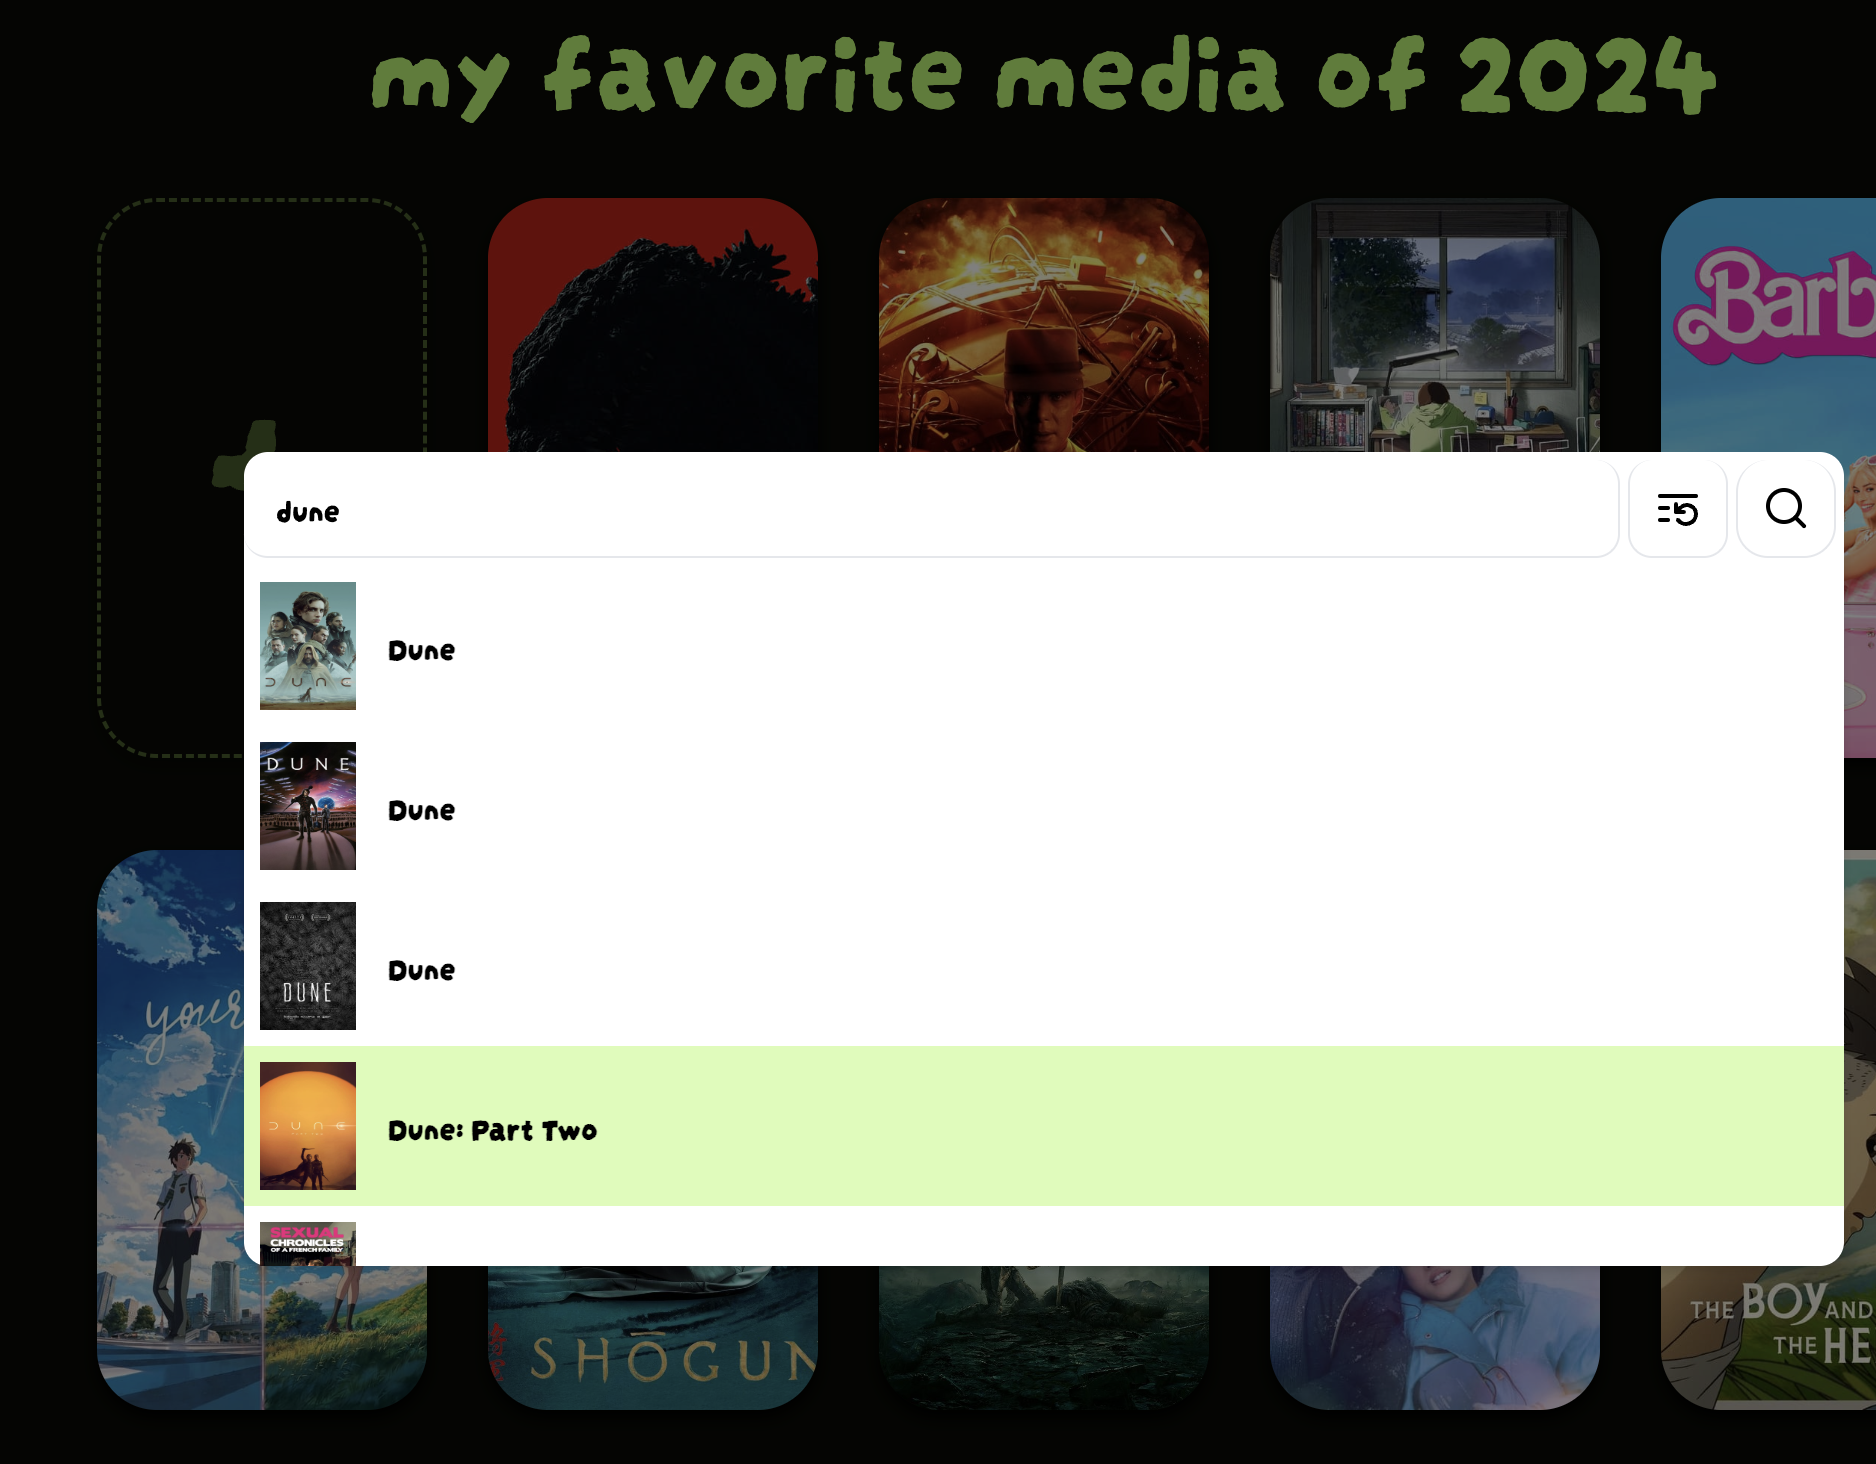 my favorite media of 2024
Barb
dune
Dune
DUNE
Dune
DUNE
Dune
DUNE
Dune: Part Two
DUNE
SEXUAL
CHRONICLES
OF A FRENCH FAMILY
your
SHŌGUN
THE BOY AND
THE HE